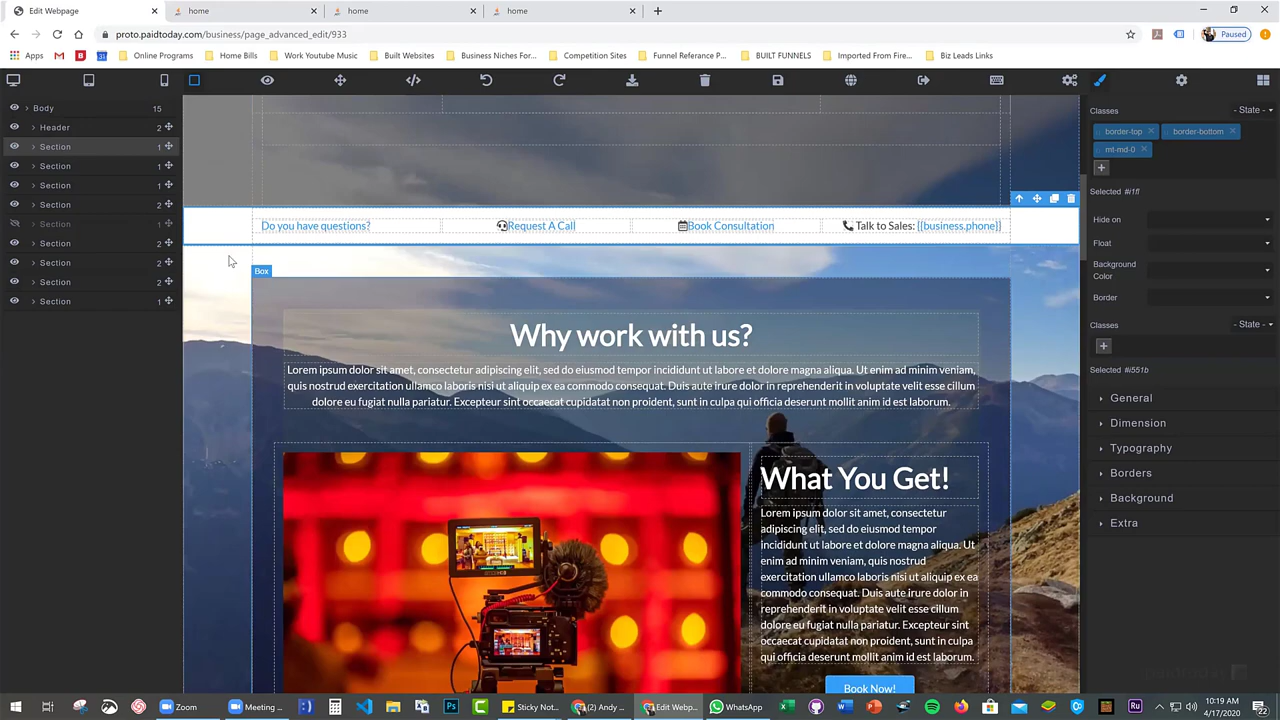 Edit Webpage
home
home
home
proto.paidtoday.com/business/page_advanced_edit/933
Paused
Apps
Online Programs
Home Bills
Work Youtube Music
Built Websites
Business Niches For...
Competition Sites
Funnel Reference P...
BUILT FUNNELS
Imported From Fire...
Biz Leads Links
Body 15
Header 2
Section 1
Section 1
Section 1
Section 2
Section 1
Section 2
Section 2
Section 2
Section 1
Do you have questions?
Request A Call
Book Consultation
Talk to Sales: {{business.phone}}
Box
Why work with us?
Lorem ipsum dolor sit amet, consectetur adipiscing elit, sed do eiusmod tempor incididunt ut labore et dolore magna aliqua. Ut enim ad minim veniam,
quis nostrud exercitation ullamco laboris nisi ut aliquip ex ea commodo consequat. Duis aute irure dolor in reprehenderit in voluptate velit esse cillum
dolore eu fugiat nulla pariatur. Excepteur sint occaecat cupidatat non proident, sunt in culpa qui officia deserunt mollit anim id est laborum.
What You Get!
Lorem ipsum dolor sit amet, consectetur
adipiscing elit, sed do eiusmod tempor
incididunt ut labore et dolore magna aliqua. Ut
enim ad minim veniam, quis nostrud
exercitation ullamco laboris nisi ut aliquip ex ea
commodo consequat. Duis aute irure dolor in
reprehenderit in voluptate velit esse cillum
dolore eu fugiat nulla pariatur. Excepteur sint
occaecat cupidatat non proident, sunt in culpa
qui officia deserunt mollit anim id est laborum.
Book Now!
Classes - State -
border-top
border-bottom
mt-md-0
Selected #i1fl
Hide on
Float
Background Color
Border
Classes - State -
Selected #i551b
General
Dimension
Typography
Borders
Background
Extra
Zoom
Meeting ...
Sticky Not...
(2) Andy ...
Edit Webp...
WhatsApp
10:19 AM
4/17/2020